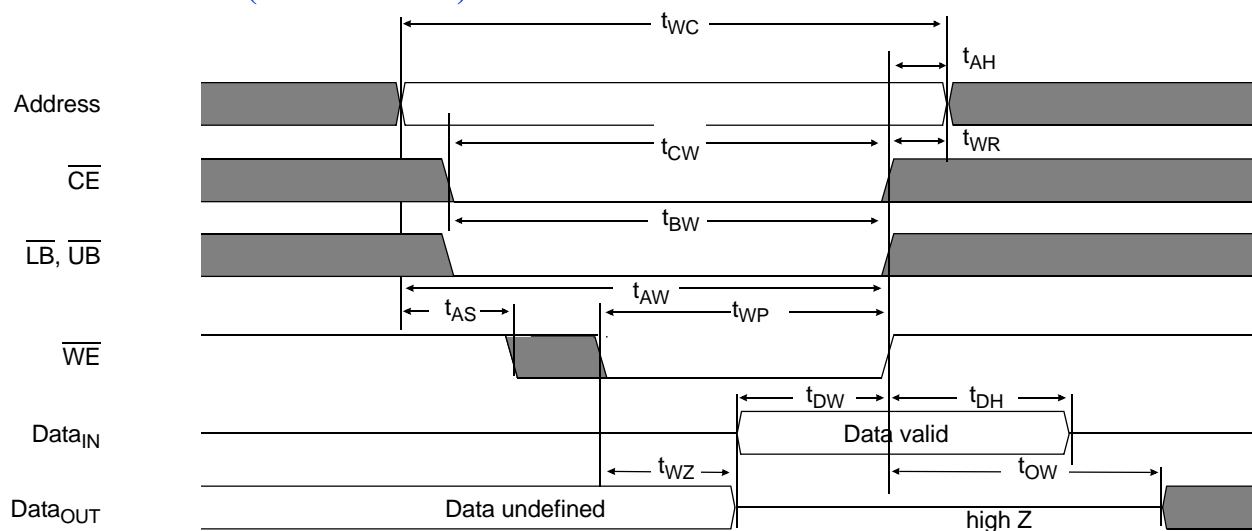 tWC
tAH
Address
tCW
tWR
CE
tBW
LB, UB
tAW
tAS
tWP
WE
tDW
tDH
DataIN
Data valid
tWZ
tOW
DataOUT
Data undefined
high Z